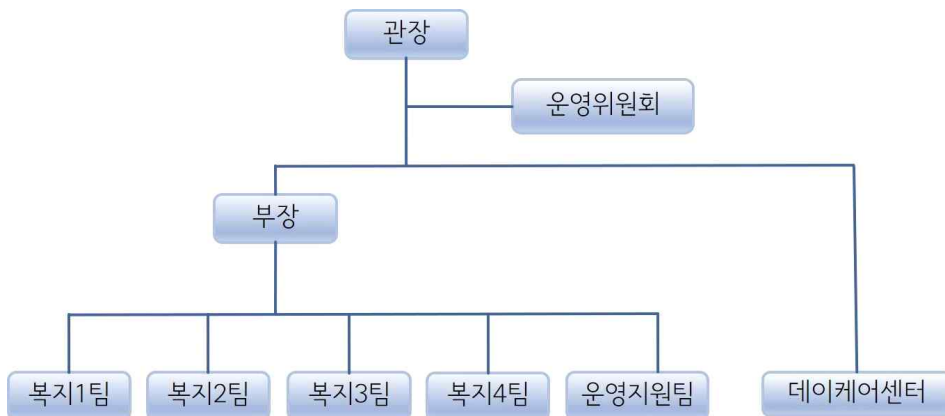 관장
운영위원회
부장
복지1팀
복지2팀
복지3팀
복지4팀
운영지원팀
데이케어센터